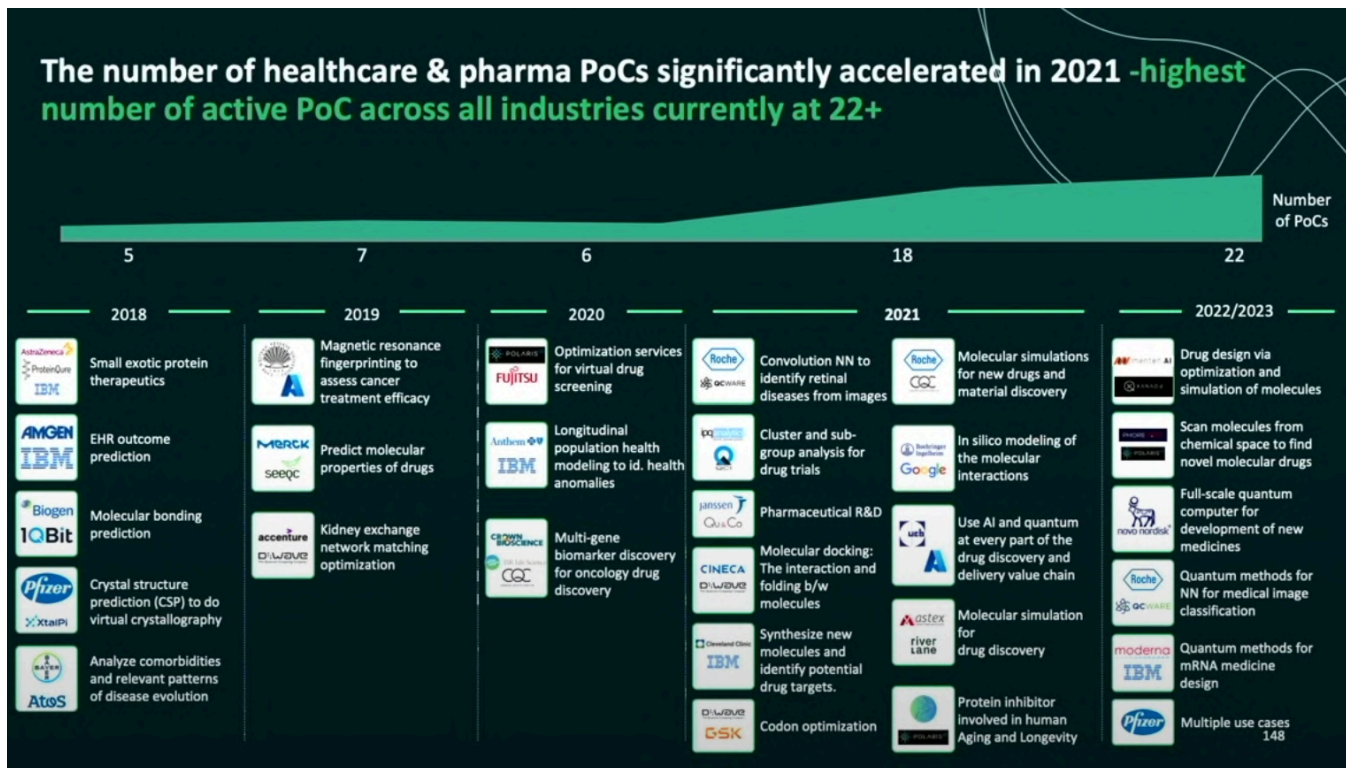 The number of healthcare & pharma PoCs significantly accelerated in 2021 -highest
number of active PoC across all industries currently at 22+
Number
of PoCs
5
7
6
18
22
2018
AstraZeneca
ProteinQure
IBM
Small exotic protein
therapeutics
AMGEN
IBM
EHR outcome
prediction
Biogen
1QBit
Molecular bonding
prediction
Pfizer
XtalPi
Crystal structure
prediction (CSP) to do
virtual crystallography
BAYER
Atos
Analyze comorbidities
and relevant patterns
of disease evolution
2019
Magnetic resonance
fingerprinting to
assess cancer
treatment efficacy
MERCK
seeqc
Predict molecular
properties of drugs
accenture
D:wave
Kidney exchange
network matching
optimization
2020
POLARIS
FUJITSU
Optimization services
for virtual drug
screening
Anthem
IBM
Longitudinal
population health
modeling to id. health
anomalies
CROWN
BIOSCIENCE
CQC
Multi-gene
biomarker discovery
for oncology drug
discovery
2021
Roche
QCWARE
Convolution NN to
identify retinal
diseases from images
Cluster and sub-
group analysis for
drug trials
janssen
Qu&Co
Pharmaceutical R&D
CINECA
D:wave
Molecular docking:
The interaction and
folding b/w
molecules
Cleveland Clinic
IBM
Synthesize new
molecules and
identify potential
drug targets.
D:wave
GSK
Codon optimization
Roche
CQC
Molecular simulations
for new drugs and
material discovery
Boehringer
Ingelheim
Google
In silico modeling of
the molecular
interactions
ucb
Use AI and quantum
at every part of the
drug discovery and
delivery value chain
astex
river
Lane
Molecular simulation
for
drug discovery
POLARIS
Protein inhibitor
involved in human
Aging and Longevity
2022/2023
menten AI
XANADU
Drug design via
optimization and
simulation of molecules
POLARIS
Scan molecules from
chemical space to find
novel molecular drugs
novo nordisk
Full-scale quantum
computer for
development of new
medicines
Roche
QCWARE
Quantum methods for
NN for medical image
classification
moderna
IBM
Quantum methods for
mRNA medicine
design
Pfizer
Multiple use cases
148